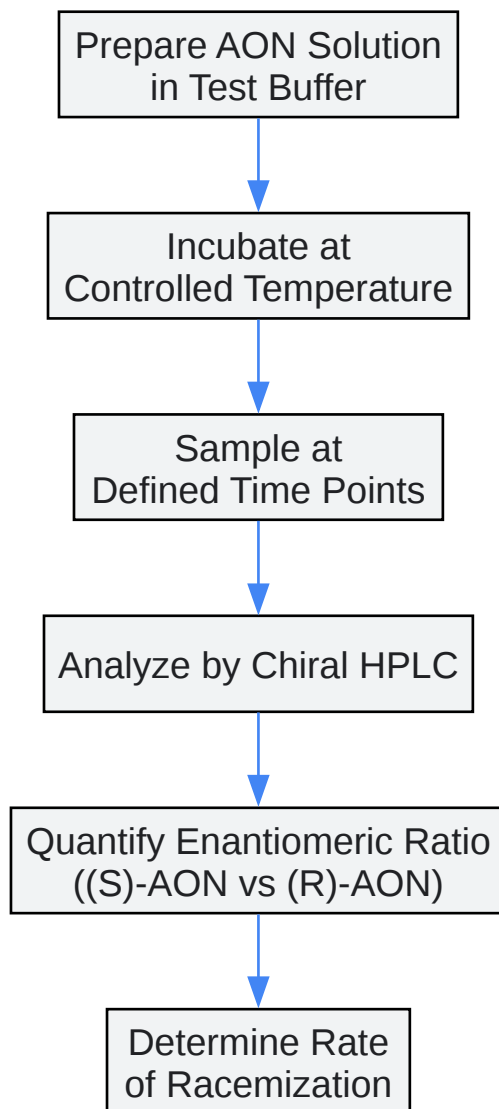 Prepare AON Solution
in Test Buffer
Incubate at
Controlled Temperature
Sample at
Defined Time Points
Analyze by Chiral HPLC
Quantify Enantiomeric Ratio
((S)-AON vs (R)-AON)
Determine Rate
of Racemization